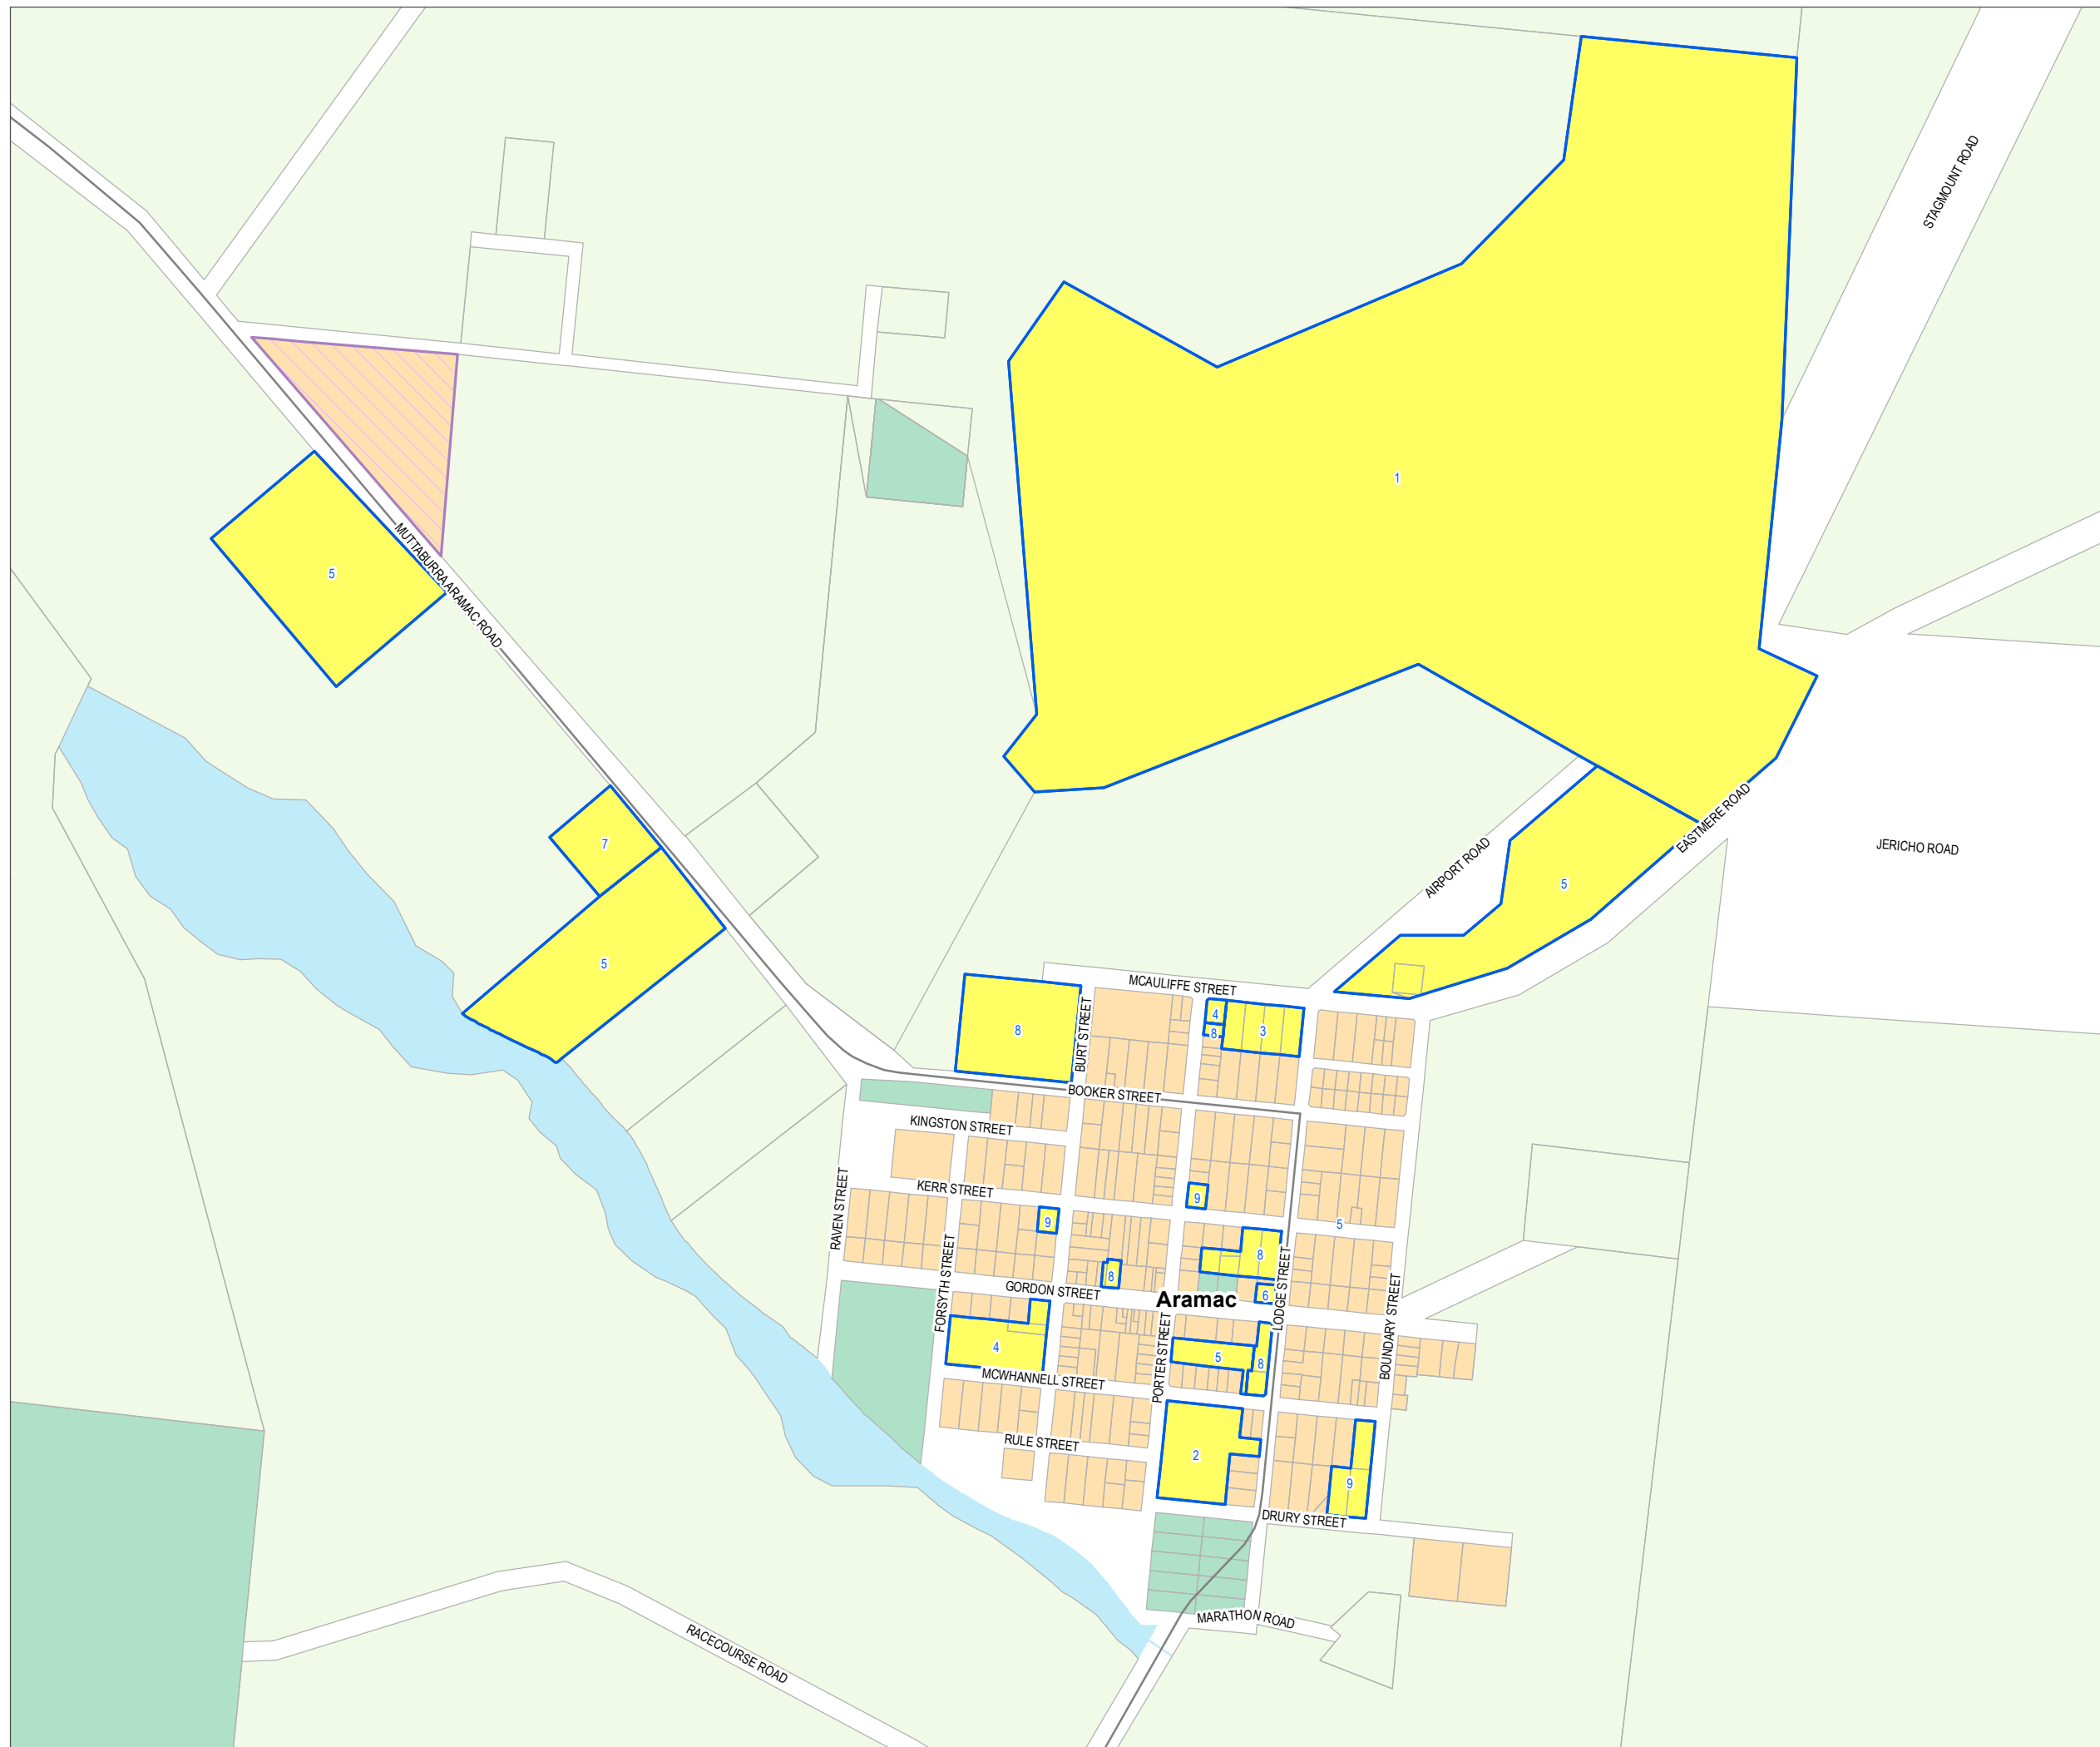 STAGMOUNT ROAD
1
MUTTABURRA ARAMAC ROAD
5
7
5
AIRPORT ROAD
EASTMERE ROAD
JERICHO ROAD
5
MCAULIFFE STREET
BURT STREET
8
4
8
3
BOOKER STREET
KINGSTON STREET
KERR STREET
RAVEN STREET
9
9
5
FORSYTH STREET
8
8
6
GORDON STREET
Aramac
LODGE STREET
BOUNDARY STREET
PORTER STREET
4
5
8
MCWHANNELL STREET
RULE STREET
2
9
DRURY STREET
MARATHON ROAD
RACECOURSE ROAD